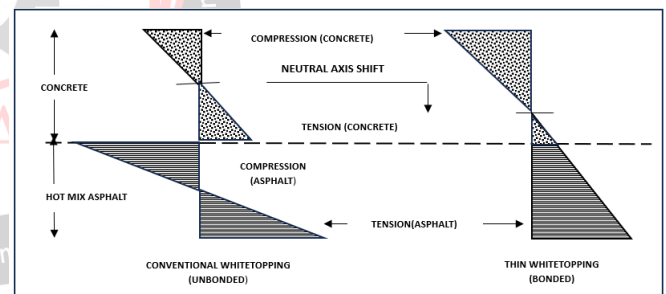 COMPRESSION (CONCRETE)
NEUTRAL AXIS SHIFT
CONCRETE
TENSION (CONCRETE)
COMPRESSION
(ASPHALT)
HOT MIX ASPHALT
TENSION(ASPHALT)
CONVENTIONAL WHITETOPPING
(UNBONDED)
THIN WHITETOPPING
(BONDED)